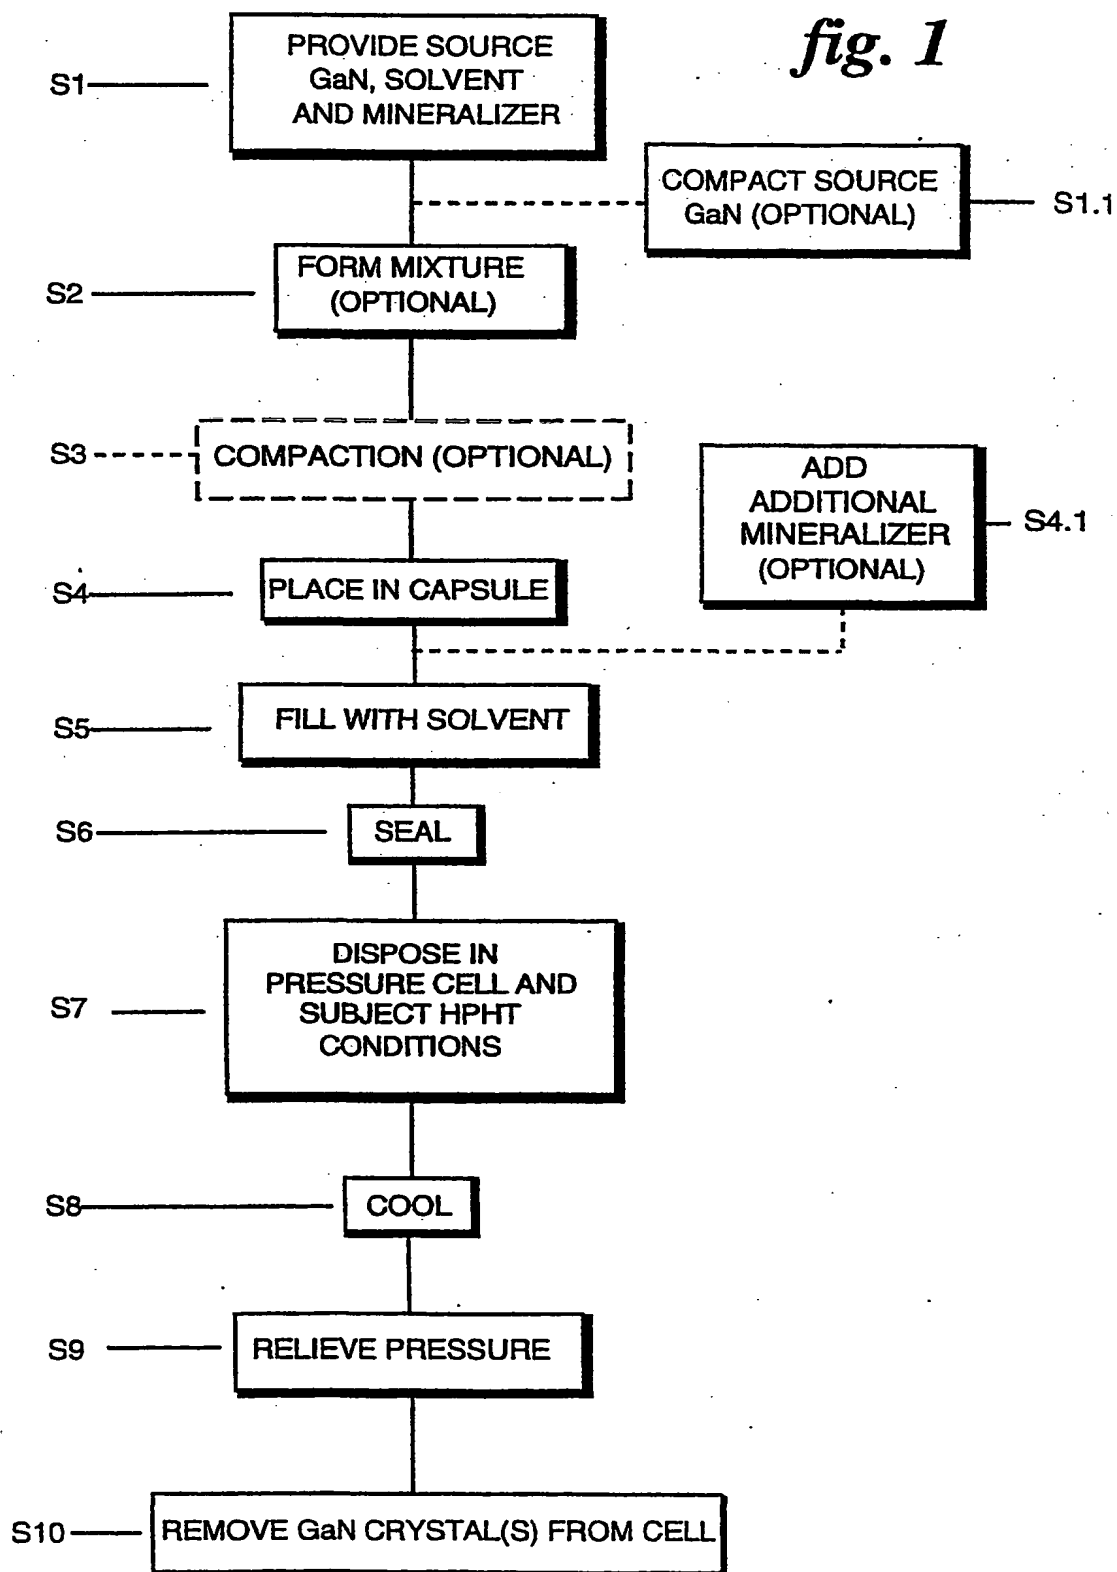 fig. 1
S1
PROVIDE SOURCE
GaN, SOLVENT
AND MINERALIZER
COMPACT SOURCE
GaN (OPTIONAL)
S1.1
S2
FORM MIXTURE
(OPTIONAL)
S3
COMPACTION (OPTIONAL)
ADD
ADDITIONAL
MINERALIZER
(OPTIONAL)
S4.1
S4
PLACE IN CAPSULE
S5
FILL WITH SOLVENT
S6
SEAL
S7
DISPOSE IN
PRESSURE CELL AND
SUBJECT HPHT
CONDITIONS
S8
COOL
S9
RELIEVE PRESSURE
S10
REMOVE GaN CRYSTAL(S) FROM CELL